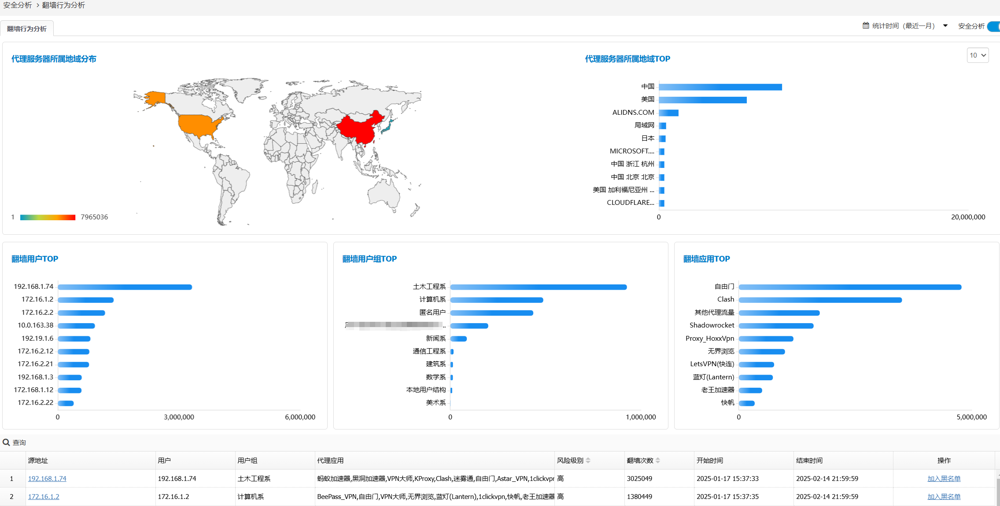 安全分析 > 翻墙行为分析
翻墙行为分析
统计时间（最近一月）
安全分析
代理服务器所属地域分布
1
7965036
代理服务器所属地域TOP
10
中国
美国
ALIDNS.COM
局域网
日本
MICROSOFT....
中国 浙江 杭州
中国 北京 北京
美国 加利福尼亚州 ...
CLOUDFLARE...
0 20,000,000
翻墙用户TOP
192.168.1.74
172.16.1.2
172.16.2.2
10.0.163.38
192.19.1.6
172.16.2.12
172.16.2.21
192.168.1.3
172.168.1.12
172.16.2.22
0 3,000,000 6,000,000
翻墙用户组TOP
土木工程系
计算机系
匿名用户
..
新闻系
通信工程系
建筑系
数学系
本地用户结构
美术系
0 1,000,000
翻墙应用TOP
自由门
Clash
其他代理流量
Shadowrocket
Proxy_HoxxVpn
无界浏览
LetsVPN(快连)
蓝灯(Lantern)
老王加速器
快帆
0 5,000,000
查询
源地址 用户 用户组 代理应用 风险级别 翻墙次数 开始时间 结束时间 操作
1 192.168.1.74 192.168.1.74 土木工程系 蚂蚁加速器,黑洞加速器,VPN大师,KProxy,Clash,迷雾通,自由门,Astar_VPN,1clickvpn 高 3025049 2025-01-17 15:37:33 2025-02-14 21:59:59 加入黑名单
2 172.16.1.2 172.16.1.2 计算机系 BeePass_VPN,自由门,VPN大师,无界浏览,蓝灯(Lantern),1clickvpn,快帆,老王加速器 高 1380449 2025-01-17 15:37:35 2025-02-14 21:59:59 加入黑名单